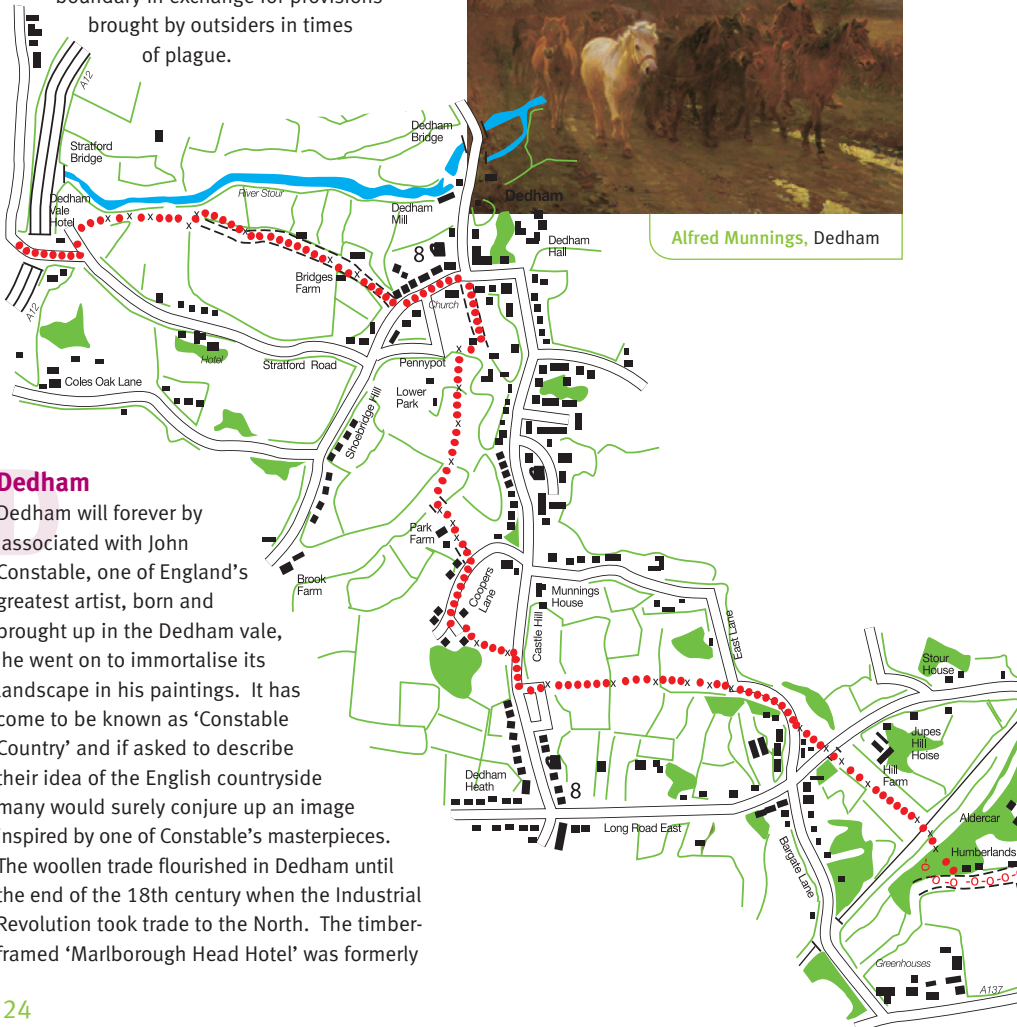 boundary in exchange for provisions
brought by outsiders in times
of plague.
Alfred Munnings, Dedham
A12
Stratford
Bridge
Dedham
Bridge
River Stour
Dedham
Vale
Hotel
Dedham
Mill
Dedham
Dedham
Hall
8
Bridges
Farm
Church
A12
Hotel
Stratford Road
Pennypot
Coles Oak Lane
Lower
Park
Shoebridge Hill
Park
Farm
Brook
Farm
Coopers
Lane
Munnings
House
Castle Hill
East Lane
Stour
House
Jupes
Hill
Hoise
Hill
Farm
Dedham
Heath
8
Long Road East
Aldercar
Humberlands
Bargate Lane
Greenhouses
A137
D
Dedham
Dedham will forever by
associated with John
Constable, one of England's
greatest artist, born and
brought up in the Dedham vale,
he went on to immortalise its
landscape in his paintings. It has
come to be known as ‘Constable
Country’ and if asked to describe
their idea of the English countryside
many would surely conjure up an image
inspired by one of Constable’s masterpieces.
The woollen trade flourished in Dedham until
the end of the 18th century when the Industrial
Revolution took trade to the North. The timber-
framed ‘Marlborough Head Hotel’ was formerly
24